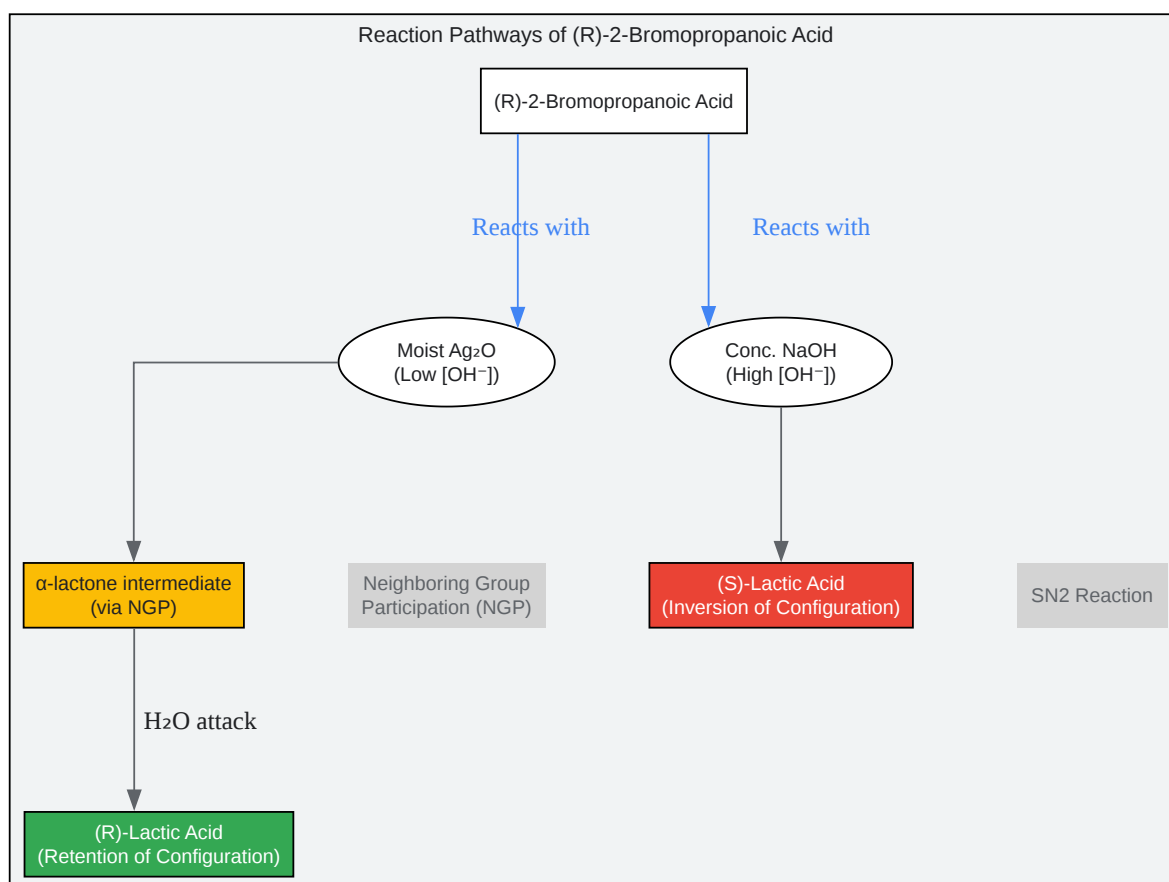 Reaction Pathways of (R)-2-Bromopropanoic Acid
(R)-2-Bromopropanoic Acid
Reacts with
Reacts with
Moist Ag₂O
(Low [OH⁻])
Conc. NaOH
(High [OH⁻])
α-lactone intermediate
(via NGP)
Neighboring Group
Participation (NGP)
(S)-Lactic Acid
(Inversion of Configuration)
SN2 Reaction
H₂O attack
(R)-Lactic Acid
(Retention of Configuration)